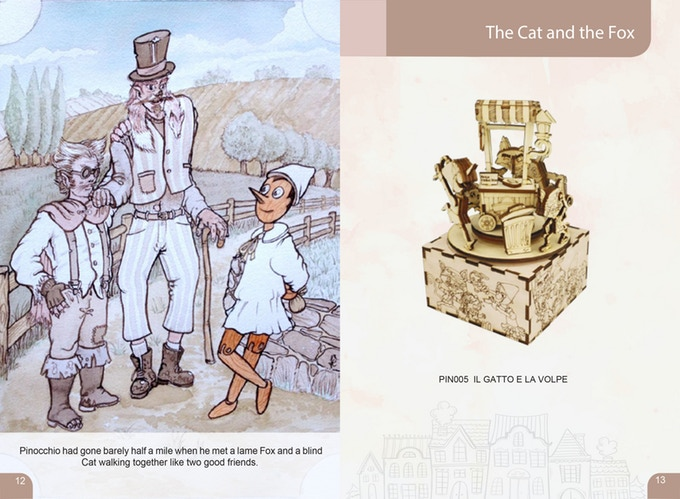 Pinocchio had gone barely half a mile when he met a lame Fox and a blind
Cat walking together like two good friends.
12
The Cat and the Fox
PIN005 IL GATTO E LA VOLPE
13